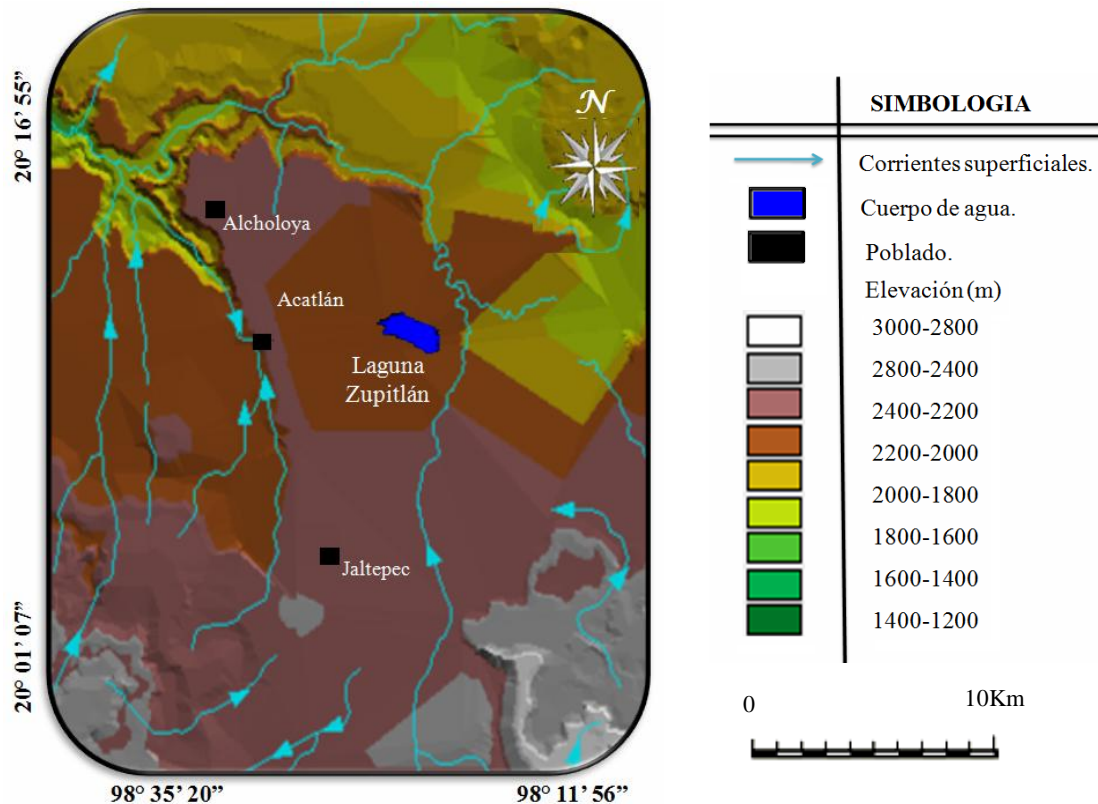 20° 16’ 55”
20° 01’ 07”
98° 35’ 20”
98° 11’ 56”
N
Alcholoya
Acatlán
Laguna
Zupitlán
Jaltepec
SIMBOLOGIA
Corrientes superficiales.
Cuerpo de agua.
Poblado.
Elevación (m)
3000-2800
2800-2400
2400-2200
2200-2000
2000-1800
1800-1600
1600-1400
1400-1200
0
10Km